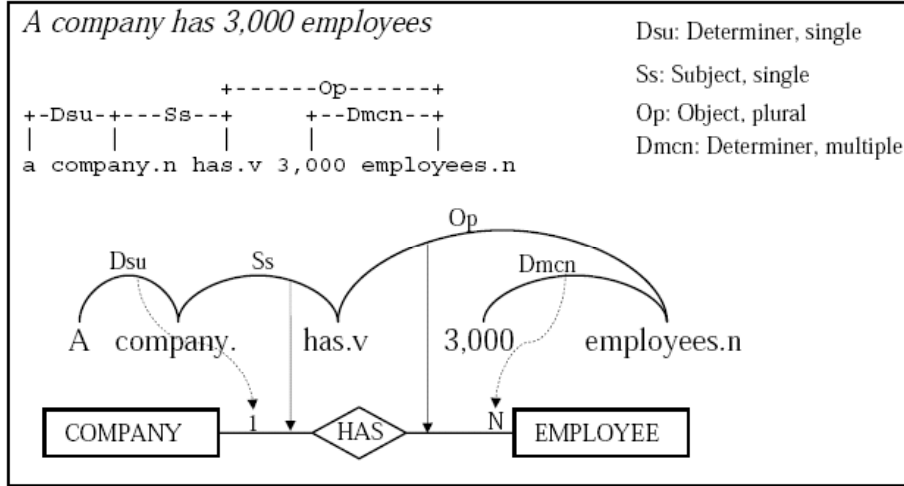 A company has 3,000 employees
Dsu: Determiner, single
Ss: Subject, single
Op: Object, plural
Dmcn: Determiner, multiple
+------Op------+
+-Dsu-+---Ss--+ +--Dmcn--+
| | | | |
a company.n has.v 3,000 employees.n
Op
Dsu Ss Dmcn
A company. has.v 3,000 employees.n
COMPANY 1 HAS N EMPLOYEE